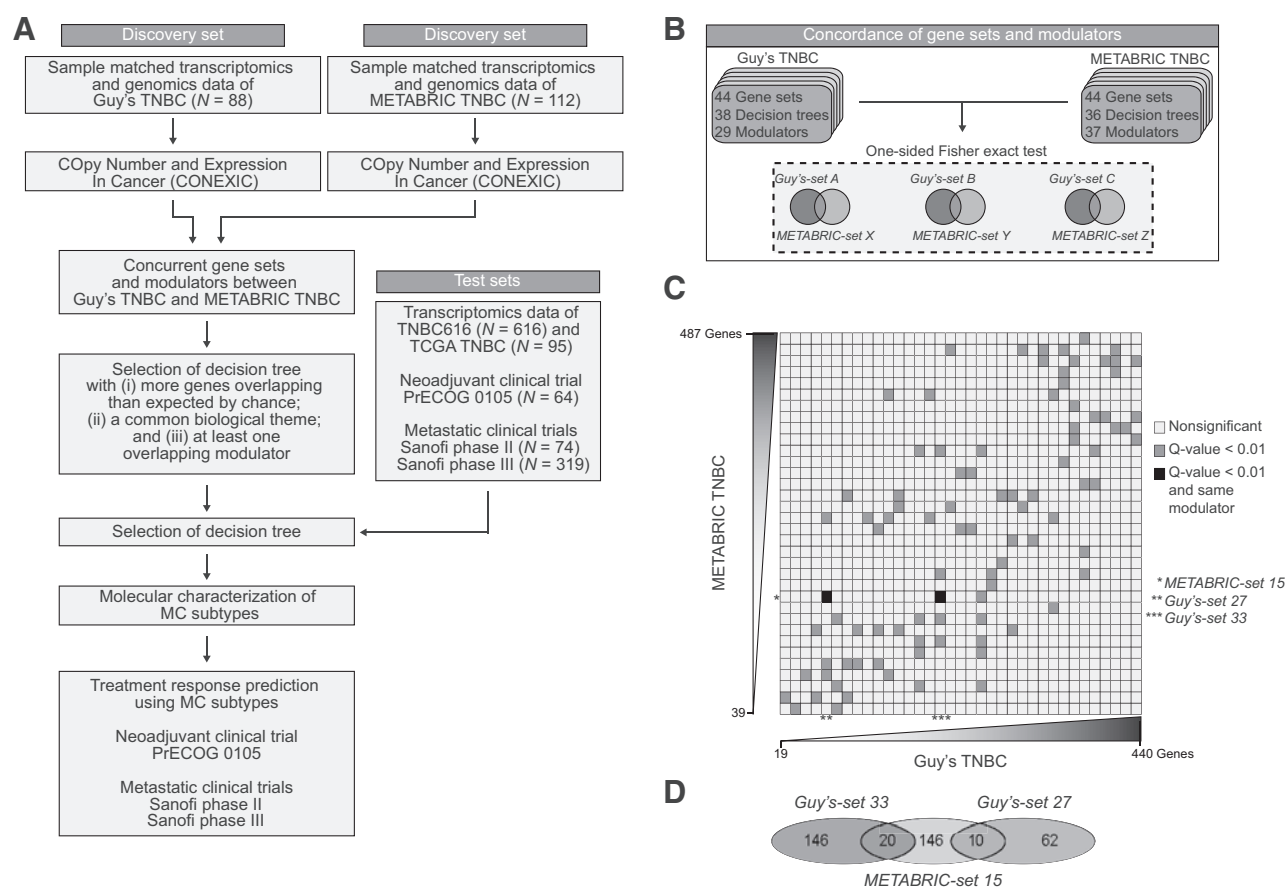 A
Discovery set
Discovery set
Sample matched transcriptomics
and genomics data of
Guy's TNBC (N = 88)
Sample matched transcriptomics
and genomics data of
METABRIC TNBC (N = 112)
COpy Number and Expression
In Cancer (CONEXIC)
COpy Number and Expression
In Cancer (CONEXIC)
Concurrent gene sets
and modulators between
Guy's TNBC and METABRIC TNBC
Test sets
Transcriptomics data of
TNBC616 (N = 616) and
TCGA TNBC (N = 95)
Neoadjuvant clinical trial
PrECOG 0105 (N = 64)
Metastatic clinical trials
Sanofi phase II (N = 74)
Sanofi phase III (N = 319)
Selection of decision tree
with (i) more genes overlapping
than expected by chance;
(ii) a common biological theme;
and (iii) at least one
overlapping modulator
Selection of decision tree
Molecular characterization of
MC subtypes
Treatment response prediction
using MC subtypes
Neoadjuvant clinical trial
PrECOG 0105
Metastatic clinical trials
Sanofi phase II
Sanofi phase III
B
Concordance of gene sets and modulators
Guy's TNBC
44 Gene sets
38 Decision trees
29 Modulators
METABRIC TNBC
44 Gene sets
36 Decision trees
37 Modulators
One-sided Fisher exact test
Guy's-set A
METABRIC-set X
Guy's-set B
METABRIC-set Y
Guy's-set C
METABRIC-set Z
C
487 Genes
METABRIC TNBC
*
39
**
***
19
440 Genes
Guy's TNBC
Nonsignificant
Q-value < 0.01
Q-value < 0.01
and same
modulator
*METABRIC-set 15
**Guy's-set 27
***Guy's-set 33
D
Guy's-set 33
Guy's-set 27
146
20
146
10
62
METABRIC-set 15